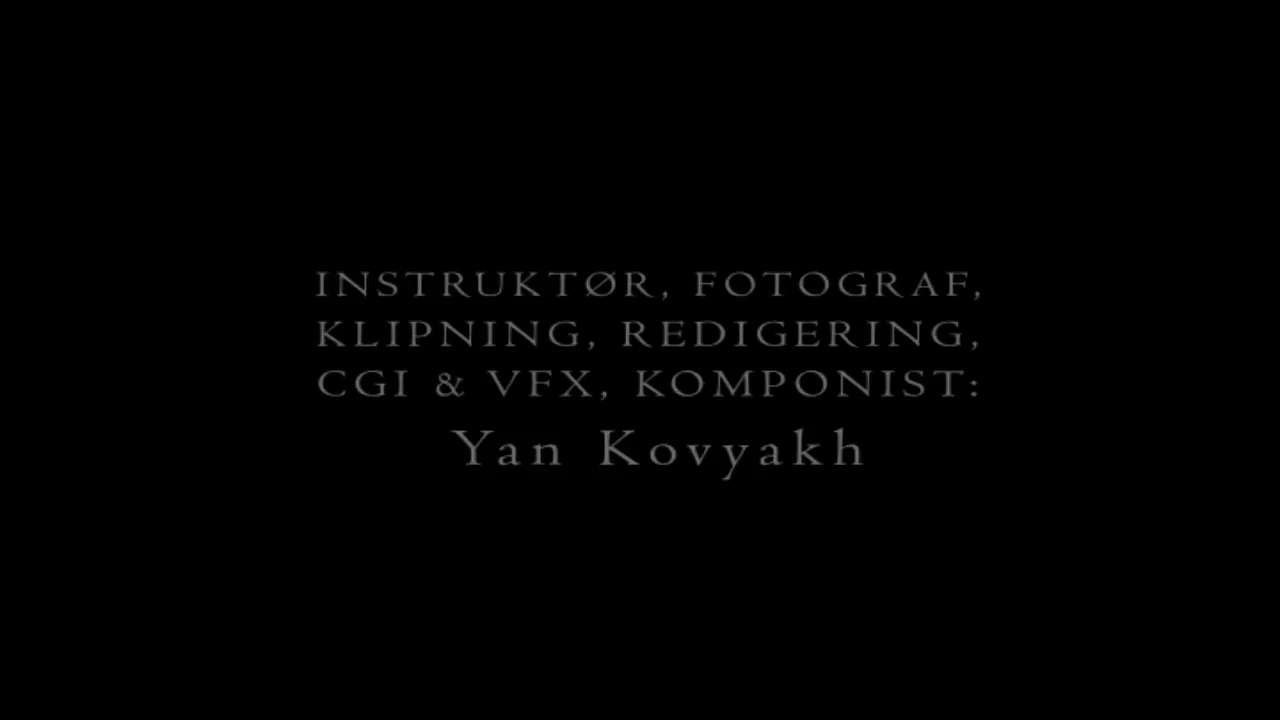 INSTRUKTØR, FOTOGRAF,
KLIPNING, REDIGERING,
CGI & VFX, KOMPONIST:
Yan Kovyakh